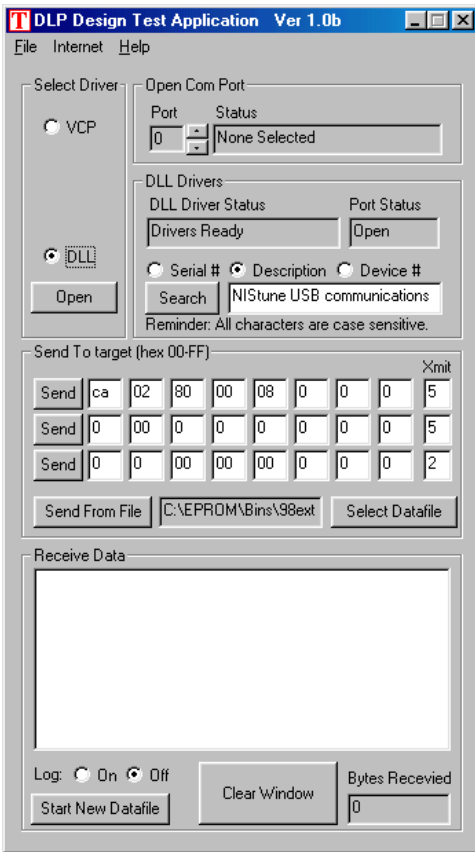 T DLP Design Test Application Ver 1.0b
File Internet Help
Select Driver
VCP
DLL
Open
Open Com Port
Port Status
0 None Selected
DLL Drivers
DLL Driver Status Port Status
Drivers Ready Open
Serial # Description Device #
Search NIStune USB communications
Reminder: All characters are case sensitive.
Send To target (hex 00-FF)
Xmit
Send ca 02 80 00 08 0 0 0 5
Send 0 00 0 0 0 0 0 0 5
Send 0 0 00 00 0 0 0 0 2
Send From File C:\EPROM\Bins\98ext Select Datafile
Receive Data
Log: On Off
Start New Datafile
Clear Window
Bytes Recevied
0